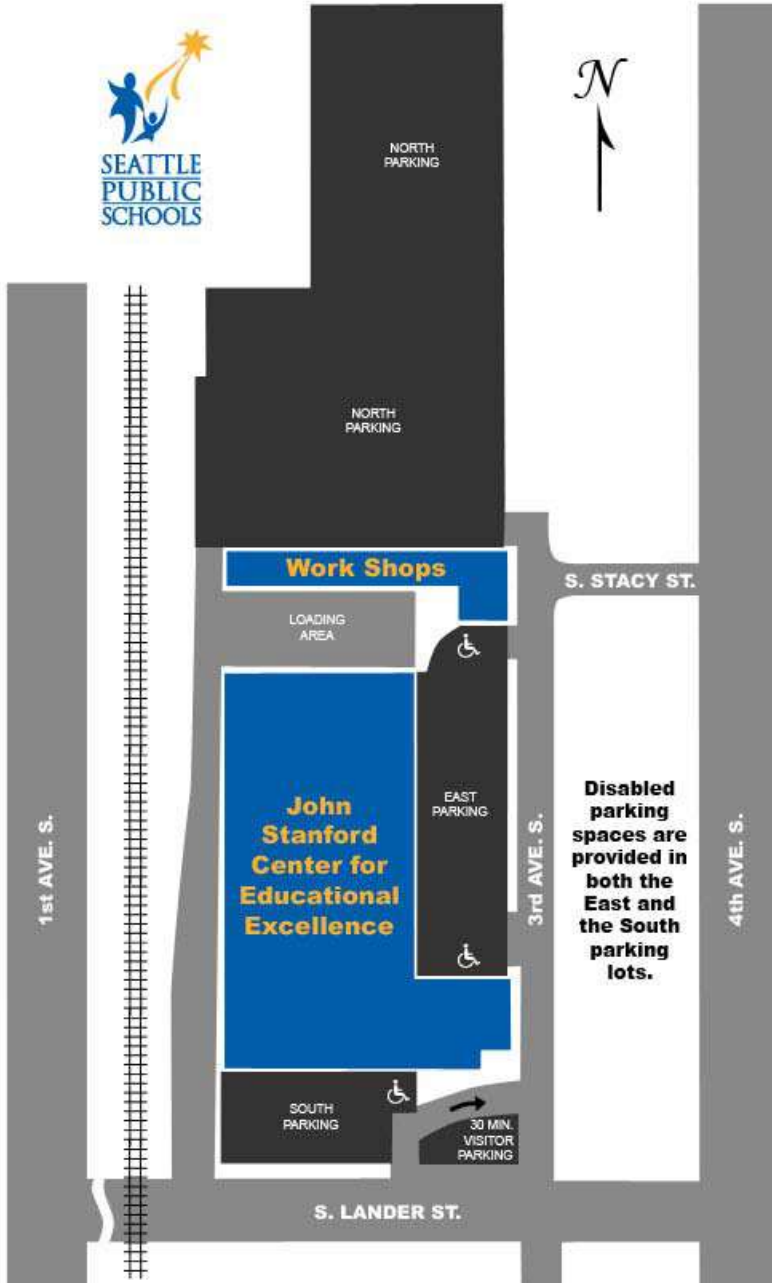 SEATTLE
PUBLIC
SCHOOLS
N
NORTH
PARKING
NORTH
PARKING
Work Shops
S. STACY ST.
LOADING
AREA
John
Stanford
Center for
Educational
Excellence
EAST
PARKING
Disabled
parking
spaces are
provided in
both the
East and
the South
parking
lots.
1st AVE. S.
3rd AVE. S.
4th AVE. S.
SOUTH
PARKING
30 MIN.
VISITOR
PARKING
S. LANDER ST.